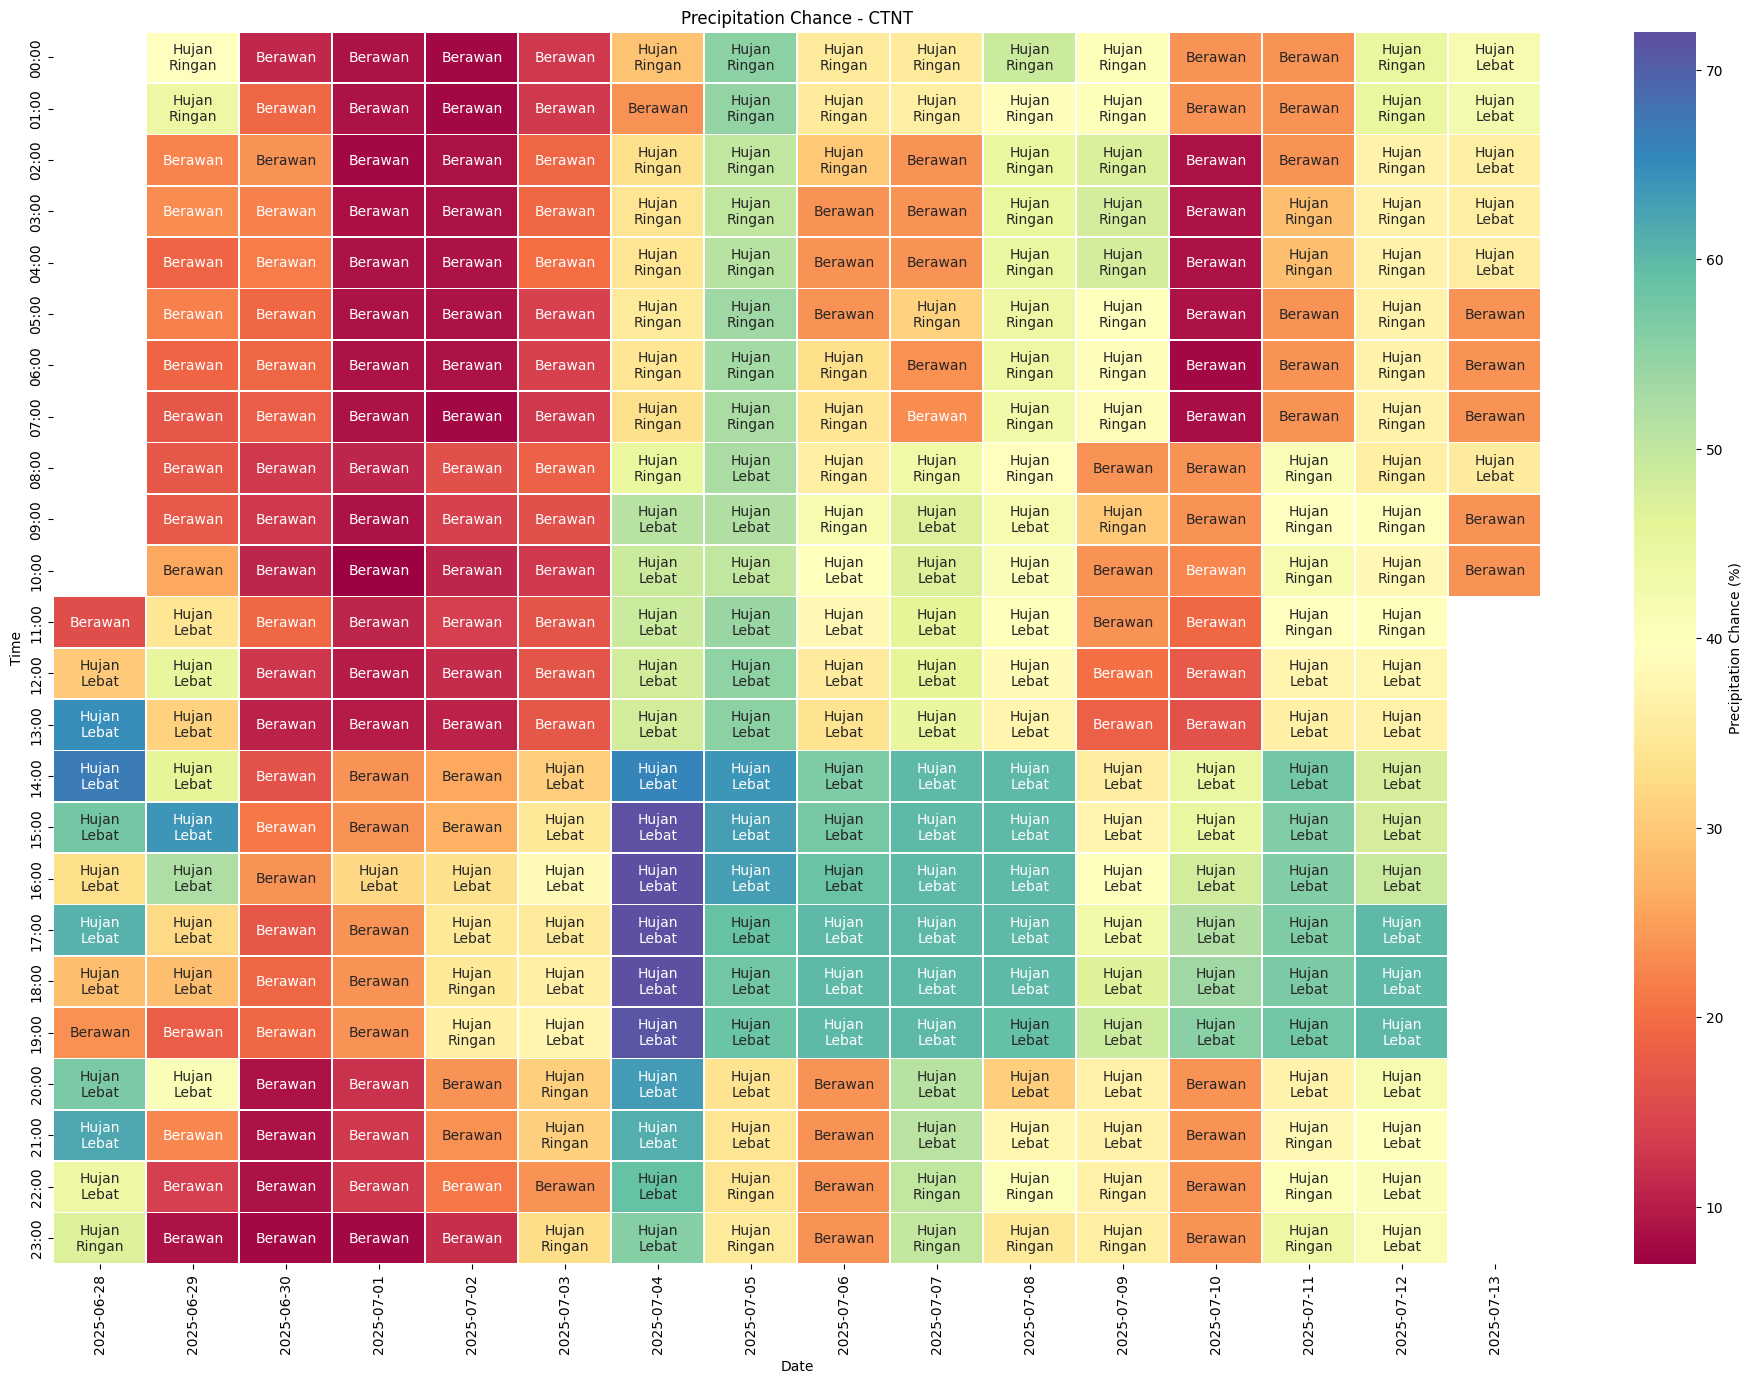 Precipitation Chance - CTNT
00:00 Hujan Ringan Berawan Berawan Berawan Berawan Hujan Ringan Hujan Ringan Hujan Ringan Hujan Ringan Hujan Ringan Hujan Ringan Berawan Berawan Hujan Ringan Hujan Lebat
01:00 Hujan Ringan Berawan Berawan Berawan Berawan Berawan Hujan Ringan Hujan Ringan Hujan Ringan Hujan Ringan Hujan Ringan Berawan Berawan Hujan Ringan Hujan Lebat
02:00 Berawan Berawan Berawan Berawan Berawan Hujan Ringan Hujan Ringan Hujan Ringan Berawan Hujan Ringan Hujan Ringan Berawan Berawan Hujan Ringan Hujan Lebat
03:00 Berawan Berawan Berawan Berawan Berawan Hujan Ringan Hujan Ringan Berawan Berawan Hujan Ringan Hujan Ringan Berawan Hujan Ringan Hujan Ringan Hujan Lebat
04:00 Berawan Berawan Berawan Berawan Berawan Hujan Ringan Hujan Ringan Berawan Berawan Hujan Ringan Hujan Ringan Berawan Hujan Ringan Hujan Ringan Hujan Lebat
05:00 Berawan Berawan Berawan Berawan Berawan Hujan Ringan Hujan Ringan Berawan Hujan Ringan Hujan Ringan Hujan Ringan Berawan Berawan Hujan Ringan Berawan
06:00 Berawan Berawan Berawan Berawan Berawan Hujan Ringan Hujan Ringan Hujan Ringan Berawan Hujan Ringan Hujan Ringan Berawan Berawan Hujan Ringan Berawan
07:00 Berawan Berawan Berawan Berawan Berawan Hujan Ringan Hujan Ringan Hujan Ringan Berawan Hujan Ringan Hujan Ringan Berawan Berawan Hujan Ringan Berawan
08:00 Berawan Berawan Berawan Berawan Berawan Hujan Ringan Hujan Lebat Hujan Ringan Hujan Ringan Hujan Ringan Berawan Berawan Hujan Ringan Hujan Ringan Hujan Lebat
09:00 Berawan Berawan Berawan Berawan Berawan Hujan Lebat Hujan Lebat Hujan Ringan Hujan Lebat Hujan Lebat Hujan Ringan Berawan Hujan Ringan Hujan Ringan Berawan
10:00 Berawan Berawan Berawan Berawan Berawan Hujan Lebat Hujan Lebat Hujan Lebat Hujan Lebat Hujan Lebat Berawan Berawan Hujan Ringan Hujan Ringan Berawan
11:00 Berawan Hujan Lebat Berawan Berawan Berawan Berawan Hujan Lebat Hujan Lebat Hujan Lebat Hujan Lebat Hujan Lebat Berawan Berawan Hujan Ringan Hujan Ringan
12:00 Hujan Lebat Hujan Lebat Berawan Berawan Berawan Berawan Hujan Lebat Hujan Lebat Hujan Lebat Hujan Lebat Hujan Lebat Berawan Berawan Hujan Lebat Hujan Lebat
13:00 Hujan Lebat Hujan Lebat Berawan Berawan Berawan Berawan Hujan Lebat Hujan Lebat Hujan Lebat Hujan Lebat Hujan Lebat Berawan Berawan Hujan Lebat Hujan Lebat
14:00 Hujan Lebat Hujan Lebat Berawan Berawan Berawan Hujan Lebat Hujan Lebat Hujan Lebat Hujan Lebat Hujan Lebat Hujan Lebat Hujan Lebat Hujan Lebat Hujan Lebat Hujan Lebat
15:00 Hujan Lebat Hujan Lebat Berawan Berawan Berawan Hujan Lebat Hujan Lebat Hujan Lebat Hujan Lebat Hujan Lebat Hujan Lebat Hujan Lebat Hujan Lebat Hujan Lebat Hujan Lebat
16:00 Hujan Lebat Hujan Lebat Berawan Hujan Lebat Hujan Lebat Hujan Lebat Hujan Lebat Hujan Lebat Hujan Lebat Hujan Lebat Hujan Lebat Hujan Lebat Hujan Lebat Hujan Lebat Hujan Lebat
17:00 Hujan Lebat Hujan Lebat Berawan Berawan Hujan Lebat Hujan Lebat Hujan Lebat Hujan Lebat Hujan Lebat Hujan Lebat Hujan Lebat Hujan Lebat Hujan Lebat Hujan Lebat Hujan Lebat
18:00 Hujan Lebat Hujan Lebat Berawan Berawan Hujan Ringan Hujan Lebat Hujan Lebat Hujan Lebat Hujan Lebat Hujan Lebat Hujan Lebat Hujan Lebat Hujan Lebat Hujan Lebat Hujan Lebat
19:00 Berawan Berawan Berawan Berawan Hujan Ringan Hujan Lebat Hujan Lebat Hujan Lebat Hujan Lebat Hujan Lebat Hujan Lebat Hujan Lebat Hujan Lebat Hujan Lebat Hujan Lebat
20:00 Hujan Lebat Hujan Lebat Berawan Berawan Berawan Hujan Ringan Hujan Lebat Hujan Lebat Berawan Hujan Lebat Hujan Lebat Hujan Lebat Berawan Hujan Lebat Hujan Lebat
21:00 Hujan Lebat Berawan Berawan Berawan Berawan Hujan Ringan Hujan Lebat Hujan Lebat Berawan Hujan Lebat Hujan Lebat Hujan Lebat Berawan Hujan Ringan Hujan Lebat
22:00 Hujan Lebat Berawan Berawan Berawan Berawan Berawan Hujan Lebat Hujan Ringan Berawan Hujan Ringan Hujan Ringan Hujan Ringan Berawan Hujan Ringan Hujan Lebat
23:00 Hujan Ringan Berawan Berawan Berawan Berawan Hujan Ringan Hujan Lebat Hujan Ringan Berawan Hujan Ringan Hujan Ringan Hujan Ringan Berawan Hujan Ringan Hujan Lebat
Time
2025-06-28 2025-06-29 2025-06-30 2025-07-01 2025-07-02 2025-07-03 2025-07-04 2025-07-05 2025-07-06 2025-07-07 2025-07-08 2025-07-09 2025-07-10 2025-07-11 2025-07-12 2025-07-13
Date
70
60
50
40
30
20
10
Precipitation Chance (%)